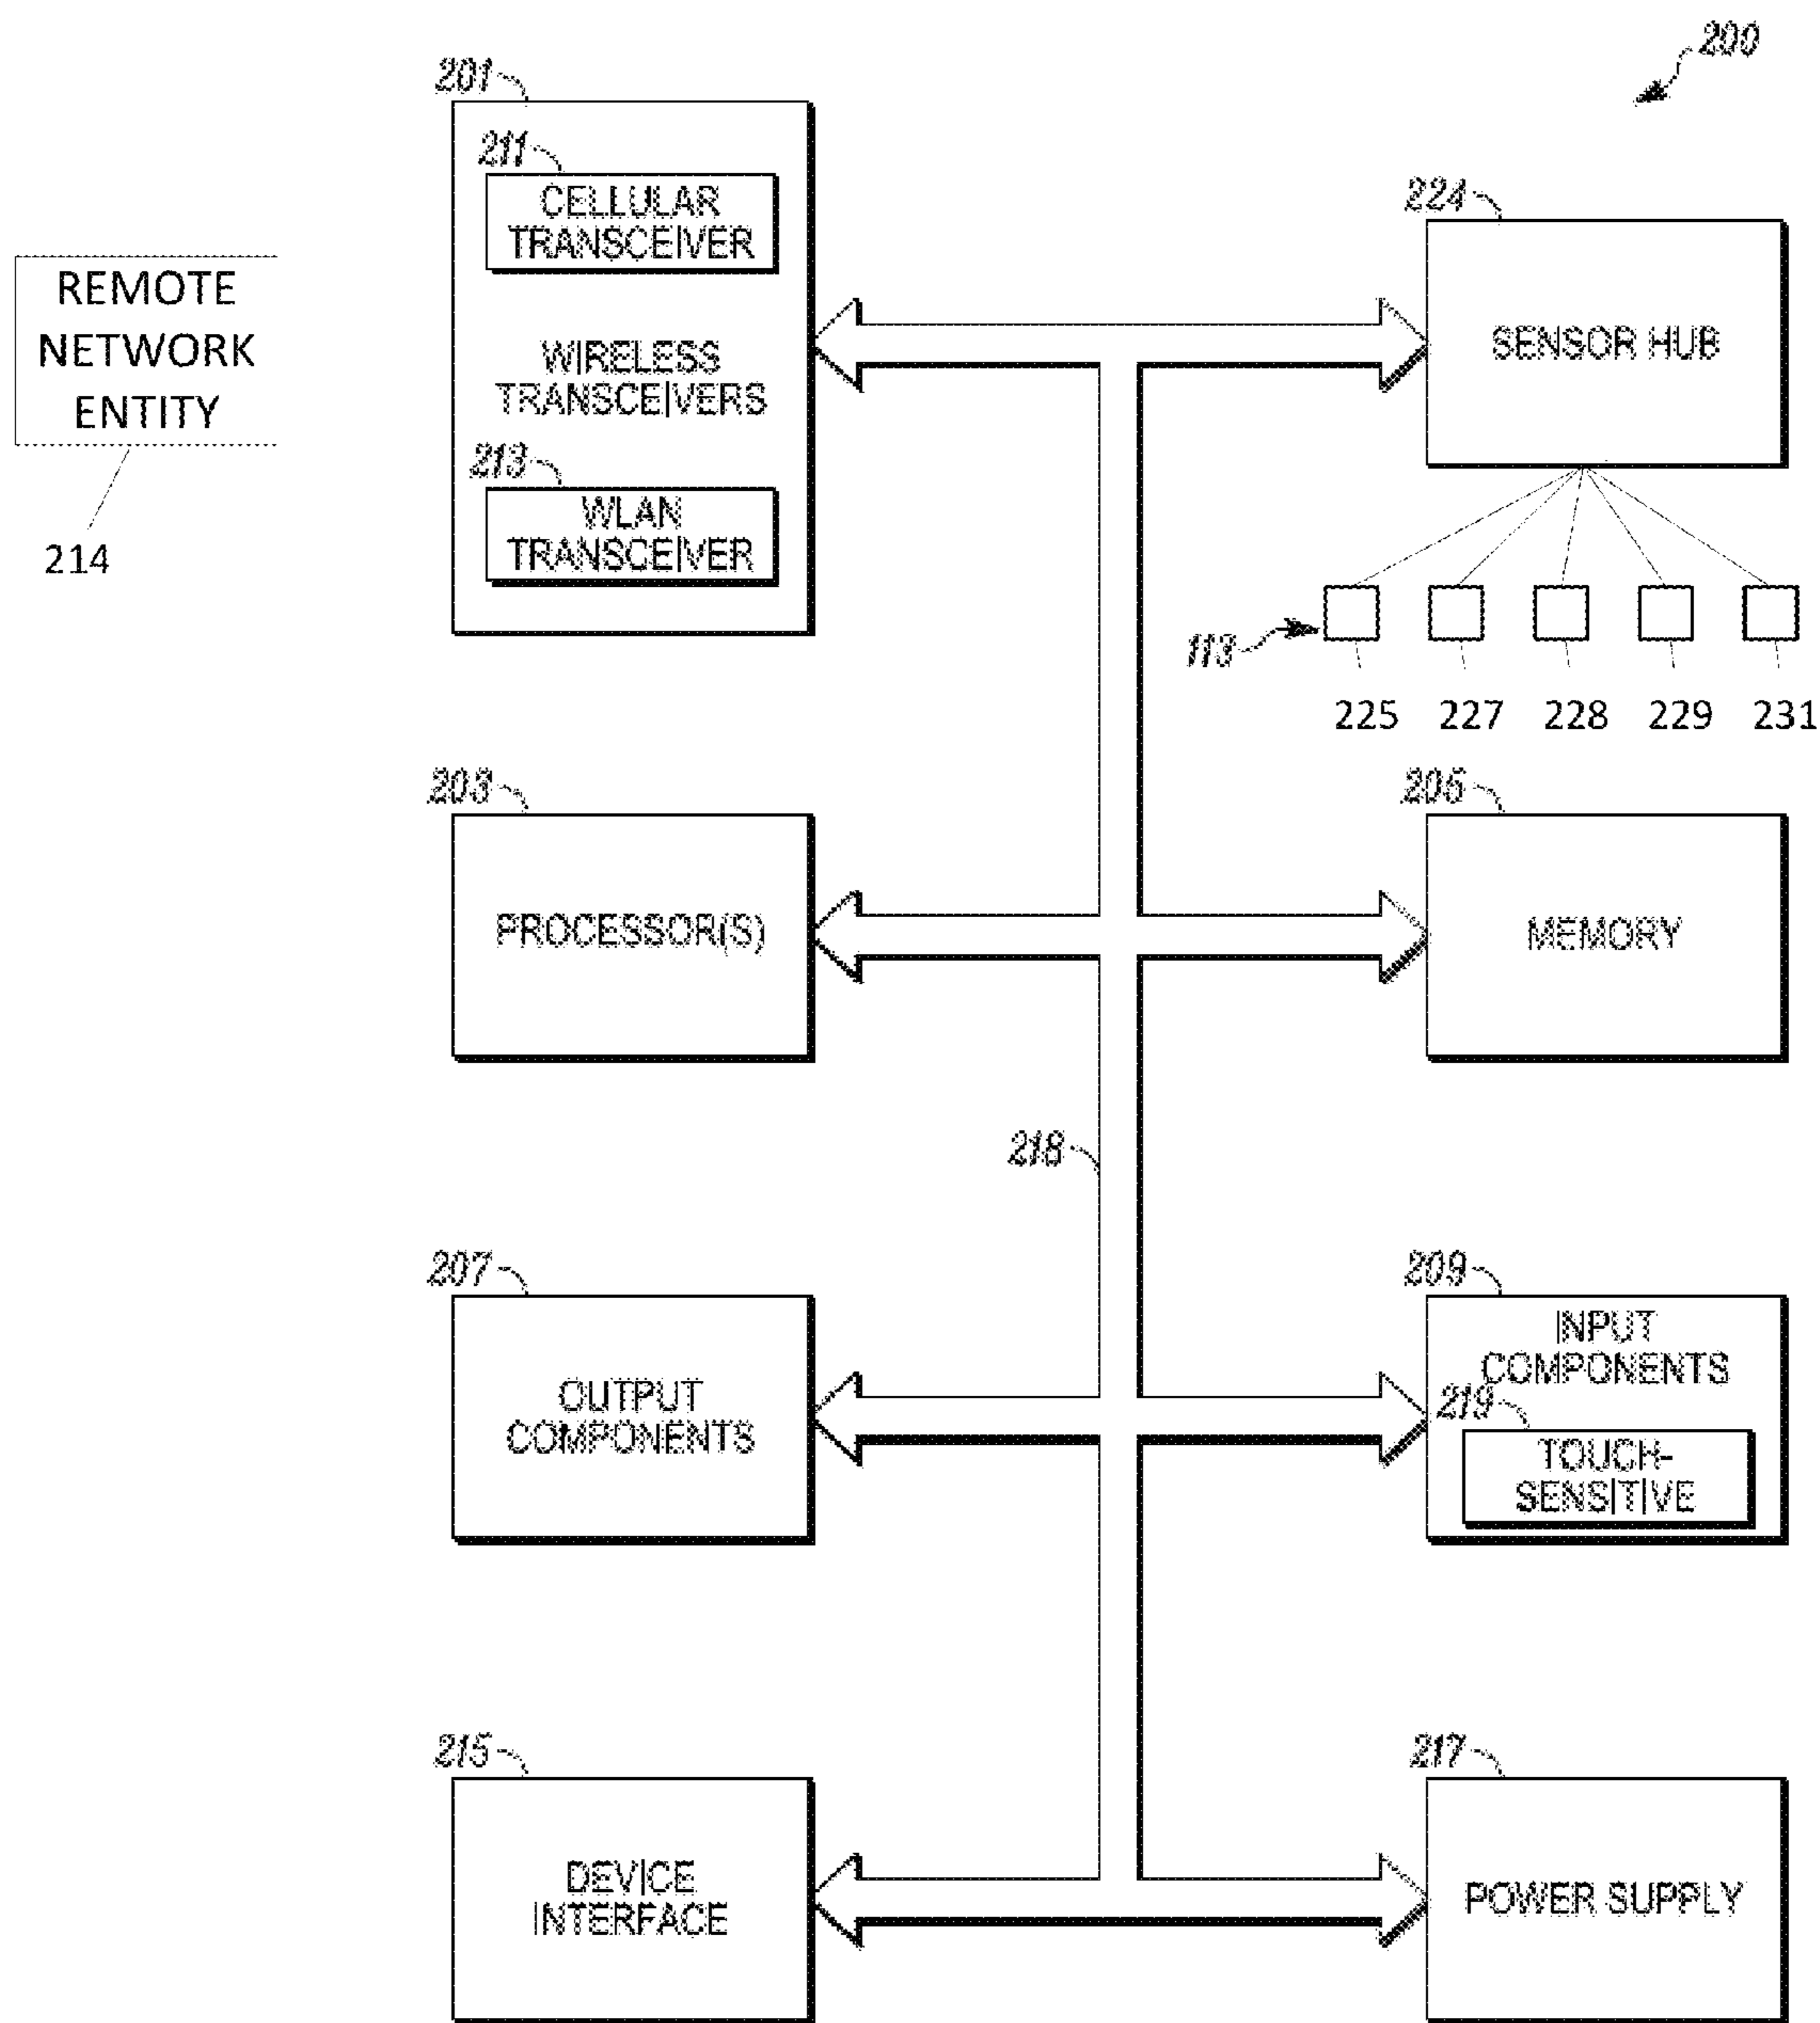 200
201
211
CELLULAR
TRANSCEIVER
WIRELESS
TRANSCEIVERS
213
WLAN
TRANSCEIVER
REMOTE
NETWORK
ENTITY
214
224
SENSOR HUB
113
225 227 228 229 231
203
PROCESSOR(S)
205
MEMORY
218
207
OUTPUT
COMPONENTS
209
INPUT
COMPONENTS
219
TOUCH-
SENSITIVE
215
DEVICE
INTERFACE
217
POWER SUPPLY